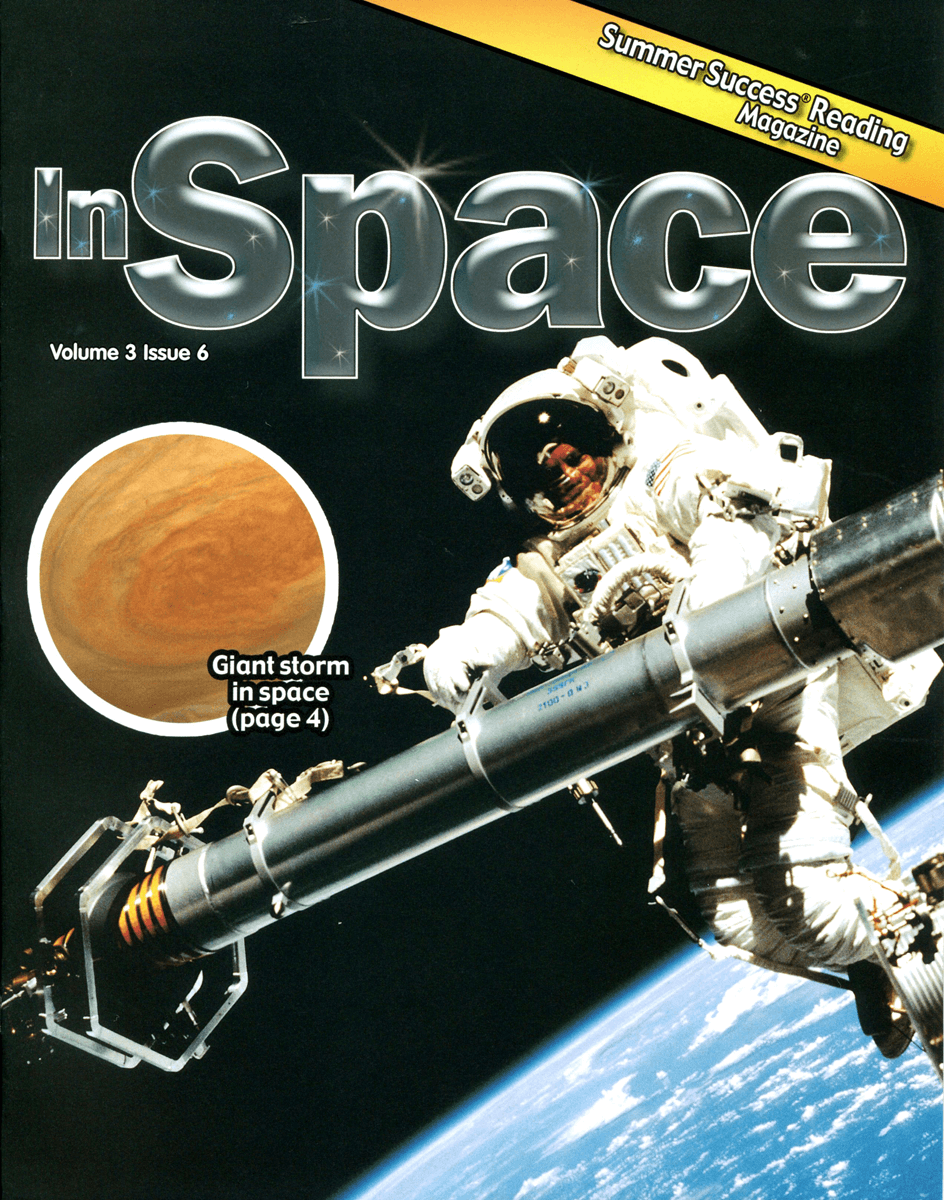 Summer Success® Reading
Magazine
In Space
Volume 3 Issue 6
Giant storm
in space
(page 4)